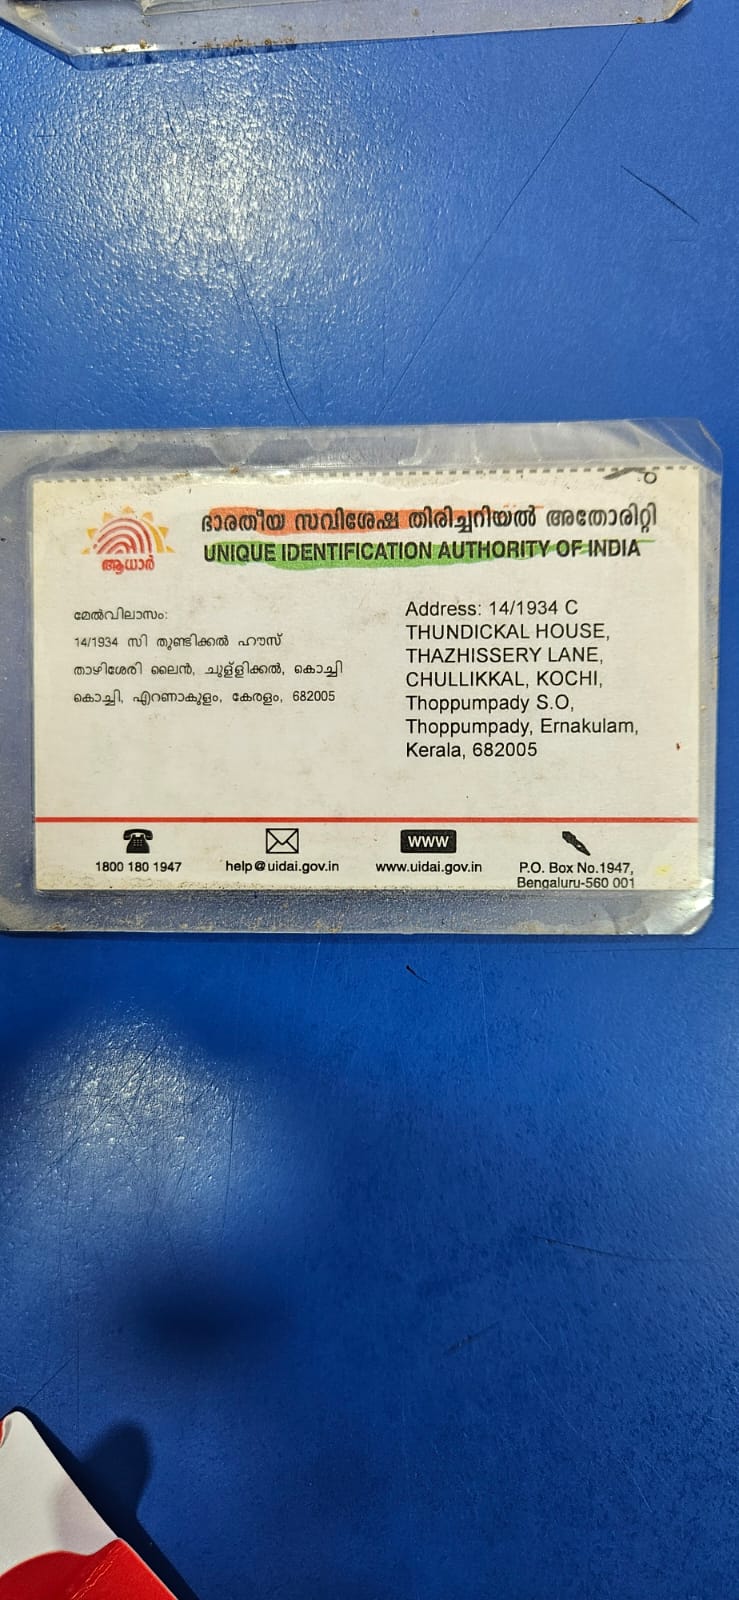 ഭാരതീയ സവിശേഷ തിരിച്ചറിയൽ അതോരിറ്റി
UNIQUE IDENTIFICATION AUTHORITY OF INDIA
ആധാർ
മേൽവിലാസം:
14/1934 സി തുണ്ടിക്കൽ ഹൗസ്
താഴിശേരി ലൈൻ, ചുള്ളിക്കൽ, കൊച്ചി
കൊച്ചി, എറണാകുളം, കേരളം, 682005
Address: 14/1934 C
THUNDICKAL HOUSE,
THAZHISSERY LANE,
CHULLIKKAL, KOCHI,
Thoppumpady S.O,
Thoppumpady, Ernakulam,
Kerala, 682005
1800 180 1947
help@uidai.gov.in
WWW
www.uidai.gov.in
P.O. Box No.1947,
Bengaluru-560 001